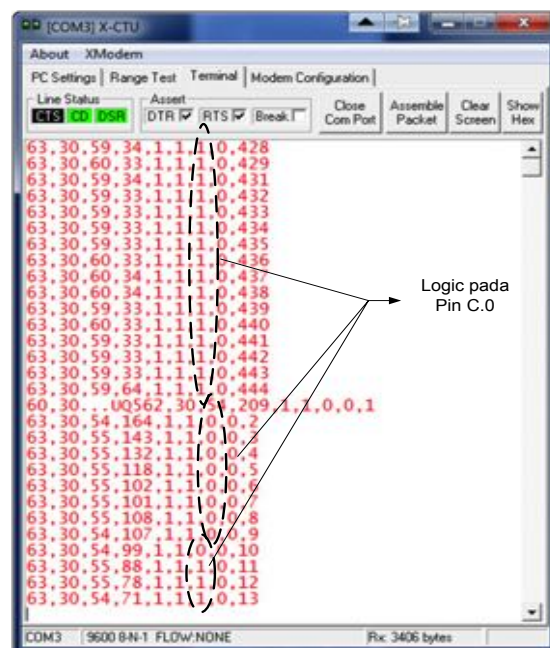 [COM3] X-CTU
About XModem
PC Settings Range Test Terminal Modem Configuration
Line Status
CTS CD DSR
Assert
DTR RTS Break
Close Com Port
Assemble Packet
Clear Screen
Show Hex
63,30,59,34,1,1,1,0,428
63,30,60,33,1,1,1,0,429
63,30,59,34,1,1,1,0,431
63,30,59,33,1,1,1,0,432
63,30,59,33,1,1,1,0,433
63,30,59,33,1,1,1,0,434
63,30,59,33,1,1,1,0,435
63,30,60,33,1,1,1,0,436
63,30,60,34,1,1,1,0,437
63,30,60,34,1,1,1,0,438
63,30,59,33,1,1,1,0,439
63,30,60,33,1,1,1,0,440
63,30,59,33,1,1,1,0,441
63,30,59,33,1,1,1,0,442
63,30,59,33,1,1,1,0,443
63,30,59,64,1,1,1,0,444
60,30...UQ562,30,54,209,1,1,0,0,1
63,30,54,164,1,1,0,0,2
63,30,55,143,1,1,0,0,3
63,30,55,132,1,1,0,0,4
63,30,55,118,1,1,0,0,5
63,30,55,102,1,1,0,0,6
63,30,55,101,1,1,0,0,7
63,30,55,108,1,1,0,0,8
63,30,54,107,1,1,0,0,9
63,30,54,99,1,1,0,0,10
63,30,55,88,1,1,1,0,11
63,30,55,78,1,1,1,0,12
63,30,54,71,1,1,1,0,13
Logic pada
Pin C.0
COM3 9600 8-N-1 FLOW:NONE Rx: 3406 bytes